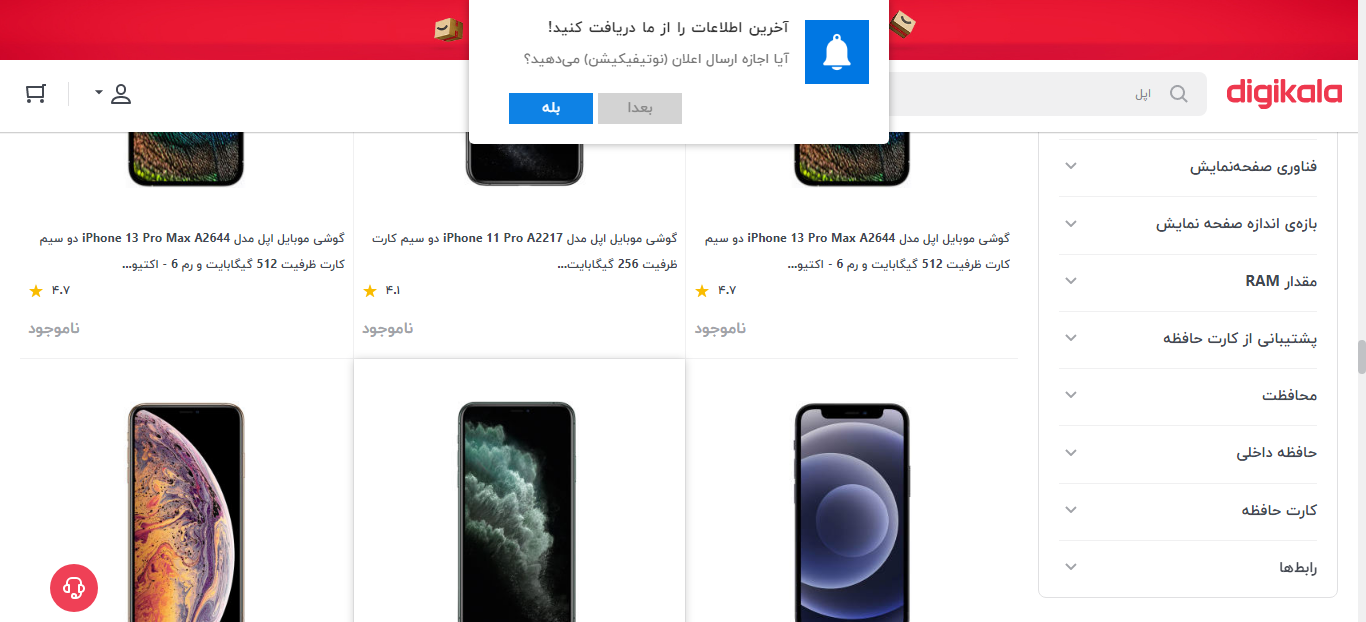 آخرین اطلاعات را از ما دریافت کنید!
آیا اجازه ارسال اعلان (نوتیفیکیشن) می‌دهید؟
بعدا
بله
digikala
اپل
فناوری صفحه‌نمایش
بازه‌ی اندازه صفحه نمایش
مقدار RAM
پشتیبانی از کارت حافظه
محافظت
حافظه داخلی
کارت حافظه
رابط‌ها
گوشی موبایل اپل مدل iPhone 13 Pro Max A2644 دو سیم
کارت ظرفیت 512 گیگابایت و رم 6 - اکتیو...
۴.۷
ناموجود
گوشی موبایل اپل مدل iPhone 11 Pro A2217 دو سیم‌ کارت
ظرفیت 256 گیگابایت...
۴.۱
ناموجود
گوشی موبایل اپل مدل iPhone 13 Pro Max A2644 دو سیم
کارت ظرفیت 512 گیگابایت و رم 6 - اکتیو...
۴.۷
ناموجود